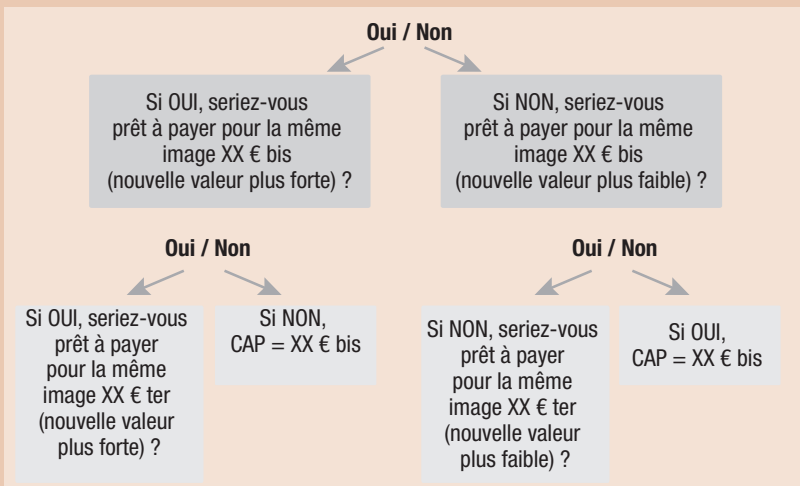 Oui / Non
Si OUI, seriez-vous
prêt à payer pour la même
image XX € bis
(nouvelle valeur plus forte) ?
Si NON, seriez-vous
prêt à payer pour la même
image XX € bis
(nouvelle valeur plus faible) ?
Oui / Non
Oui / Non
Si OUI, seriez-vous
prêt à payer
pour la même
image XX € ter
(nouvelle valeur
plus forte) ?
Si NON,
CAP = XX € bis
Si NON, seriez-vous
prêt à payer
pour la même
image XX € ter
(nouvelle valeur
plus faible) ?
Si OUI,
CAP = XX € bis